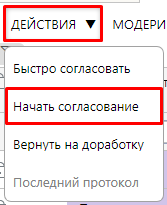 ДЕЙСТВИЯ ▼ МОДЕРИ
Быстро согласовать
Начать согласование
Вернуть на доработку
Последний протокол